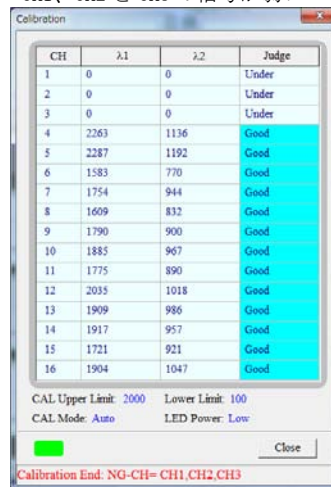 Calibration
CH λ1 λ2 Judge
1 0 0 Under
2 0 0 Under
3 0 0 Under
4 2263 1136 Good
5 2287 1192 Good
6 1583 770 Good
7 1754 944 Good
8 1609 832 Good
9 1790 900 Good
10 1885 967 Good
11 1775 890 Good
12 2035 1018 Good
13 1909 986 Good
14 1917 957 Good
15 1721 921 Good
16 1904 1047 Good
CAL Upper Limit: 2000 Lower Limit: 100
CAL Mode: Auto LED Power: Low
Close
Calibration End: NG-CH= CH1,CH2,CH3